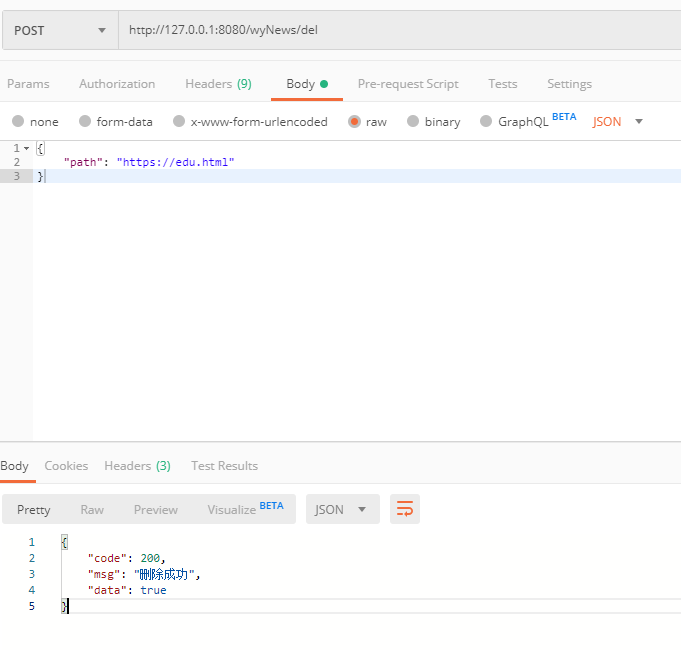 POST http://127.0.0.1:8080/wyNews/del
Params Authorization Headers (9) Body Pre-request Script Tests Settings
none form-data x-www-form-urlencoded raw binary GraphQL BETA JSON
1 {
2 "path": "https://edu.html"
3 }
Body Cookies Headers (3) Test Results
Pretty Raw Preview Visualize BETA JSON
1 {
2 "code": 200,
3 "msg": "删除成功",
4 "data": true
5 }